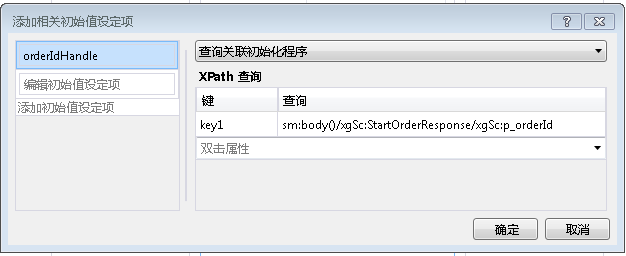 添加相关初始值设定项
orderIdHandle
编辑初始值设定项
添加初始值设定项
查询关联初始化程序
XPath 查询
键 查询
key1 sm:body()/xgSc:StartOrderResponse/xgSc:p_orderId
双击属性
确定 取消